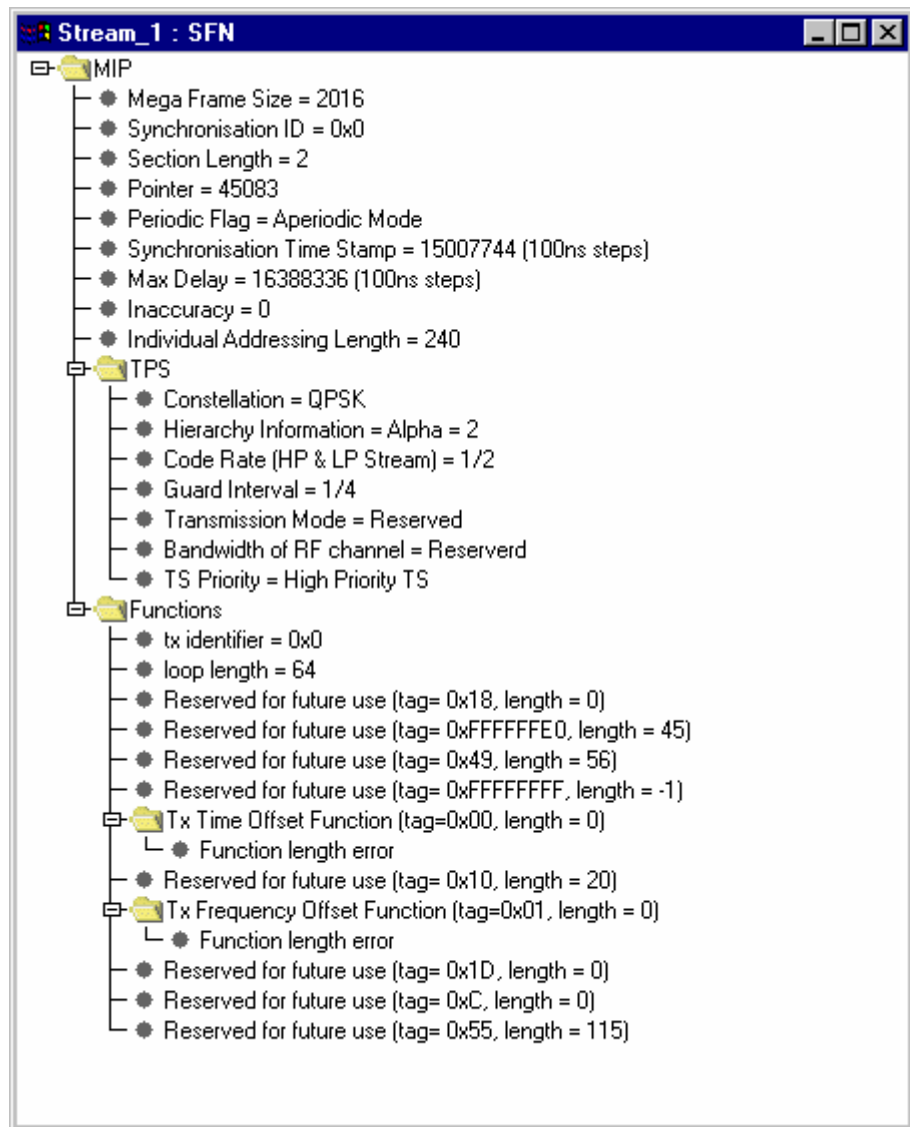 Stream_1 : SFN
MIP
Mega Frame Size = 2016
Synchronisation ID = 0x0
Section Length = 2
Pointer = 45083
Periodic Flag = Aperiodic Mode
Synchronisation Time Stamp = 15007744 (100ns steps)
Max Delay = 16388336 (100ns steps)
Inaccuracy = 0
Individual Addressing Length = 240
TPS
Constellation = QPSK
Hierarchy Information = Alpha = 2
Code Rate (HP & LP Stream) = 1/2
Guard Interval = 1/4
Transmission Mode = Reserved
Bandwidth of RF channel = Reserverd
TS Priority = High Priority TS
Functions
tx identifier = 0x0
loop length = 64
Reserved for future use (tag= 0x18, length = 0)
Reserved for future use (tag= 0xFFFFFFE0, length = 45)
Reserved for future use (tag= 0x49, length = 56)
Reserved for future use (tag= 0xFFFFFFFF, length = -1)
Tx Time Offset Function (tag=0x00, length = 0)
Function length error
Reserved for future use (tag= 0x10, length = 20)
Tx Frequency Offset Function (tag=0x01, length = 0)
Function length error
Reserved for future use (tag= 0x1D, length = 0)
Reserved for future use (tag= 0xC, length = 0)
Reserved for future use (tag= 0x55, length = 115)